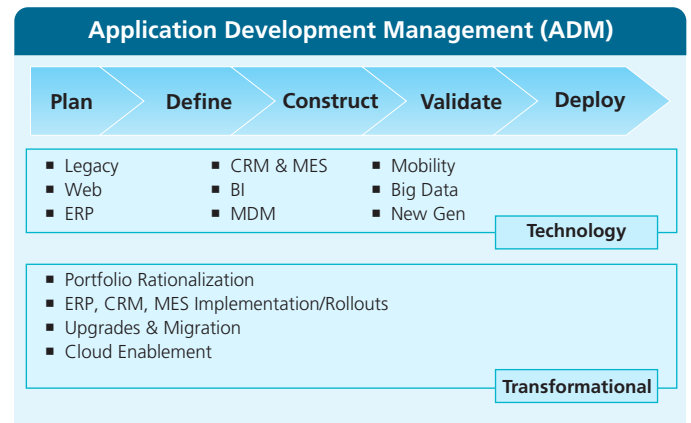 Application Development Management (ADM)
Plan Define Construct Validate Deploy
▪ Legacy
▪ Web
▪ ERP
▪ CRM & MES
▪ BI
▪ MDM
▪ Mobility
▪ Big Data
▪ New Gen
Technology
▪ Portfolio Rationalization
▪ ERP, CRM, MES Implementation/Rollouts
▪ Upgrades & Migration
▪ Cloud Enablement
Transformational